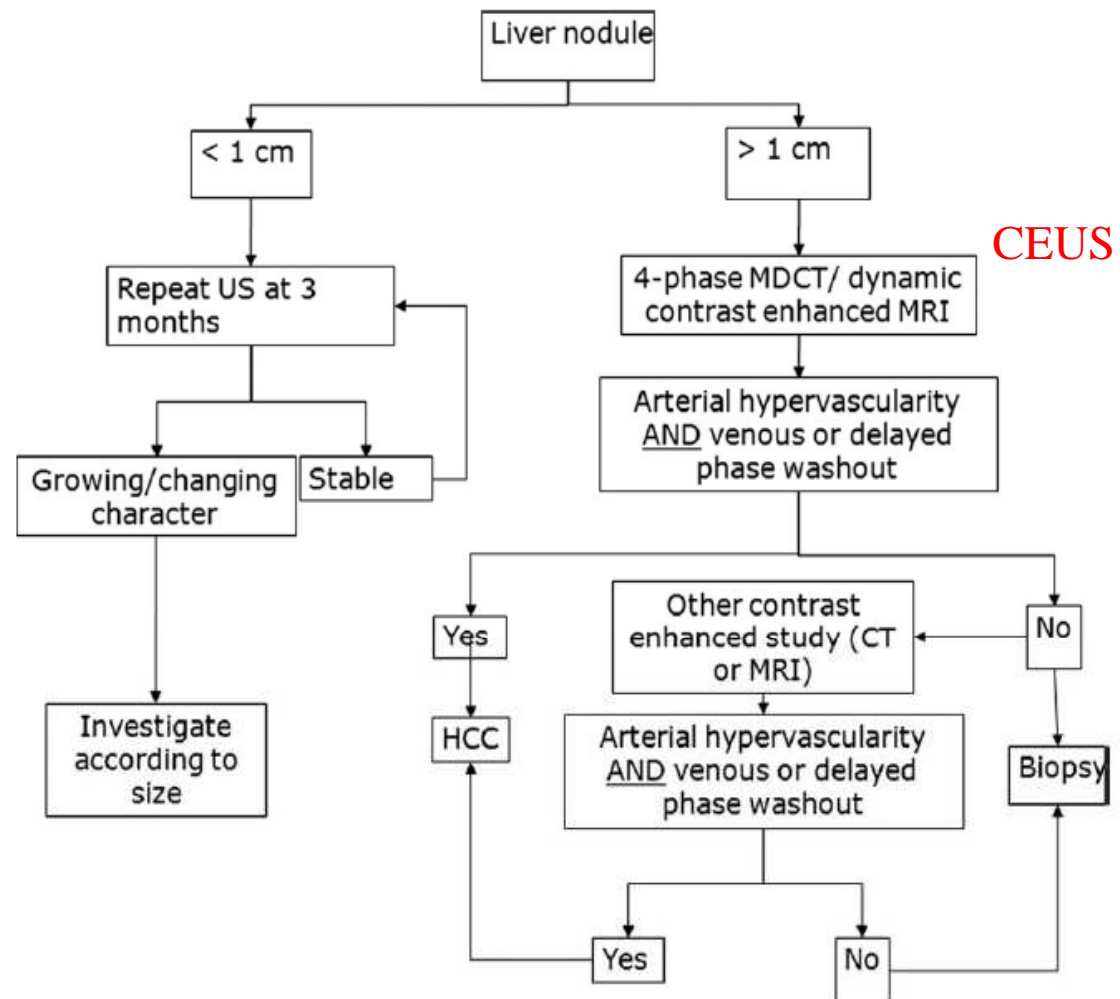 Liver nodule
< 1 cm
> 1 cm
CEUS
Repeat US at 3
months
4-phase MDCT/ dynamic
contrast enhanced MRI
Arterial hypervascularity
AND venous or delayed
phase washout
Growing/changing
character
Stable
Yes
Other contrast
enhanced study (CT
or MRI)
No
Investigate
according to
size
HCC
Arterial hypervascularity
AND venous or delayed
phase washout
Biopsy
Yes
No